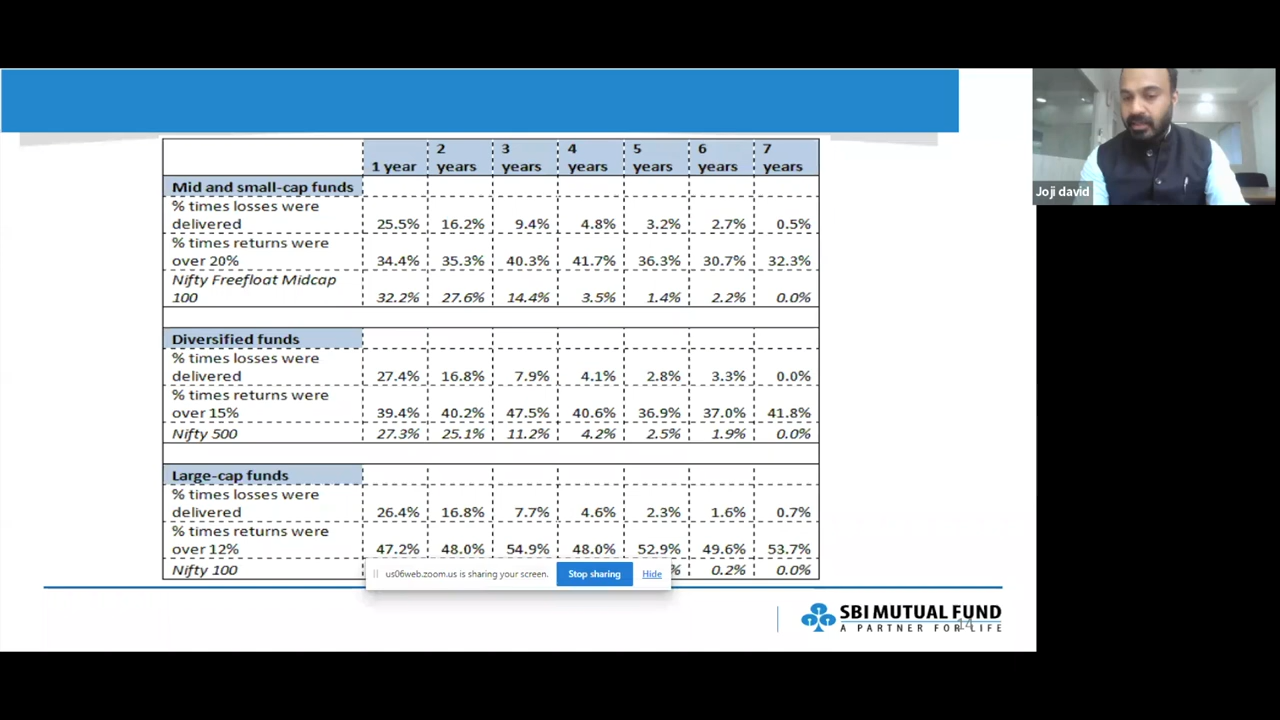 1 year 2 years 3 years 4 years 5 years 6 years 7 years
Mid and small-cap funds
% times losses were delivered 25.5% 16.2% 9.4% 4.8% 3.2% 2.7% 0.5%
% times returns were over 20% 34.4% 35.3% 40.3% 41.7% 36.3% 30.7% 32.3%
Nifty Freefloat Midcap 100 32.2% 27.6% 14.4% 3.5% 1.4% 2.2% 0.0%
Diversified funds
% times losses were delivered 27.4% 16.8% 7.9% 4.1% 2.8% 3.3% 0.0%
% times returns were over 15% 39.4% 40.2% 47.5% 40.6% 36.9% 37.0% 41.8%
Nifty 500 27.3% 25.1% 11.2% 4.2% 2.5% 1.9% 0.0%
Large-cap funds
% times losses were delivered 26.4% 16.8% 7.7% 4.6% 2.3% 1.6% 0.7%
% times returns were over 12% 47.2% 48.0% 54.9% 48.0% 52.9% 49.6% 53.7%
Nifty 100 0.2% 0.0%
us06web.zoom.us is sharing your screen. Stop sharing Hide
SBI MUTUAL FUND
A PARTNER FOR LIFE
14
Joji david